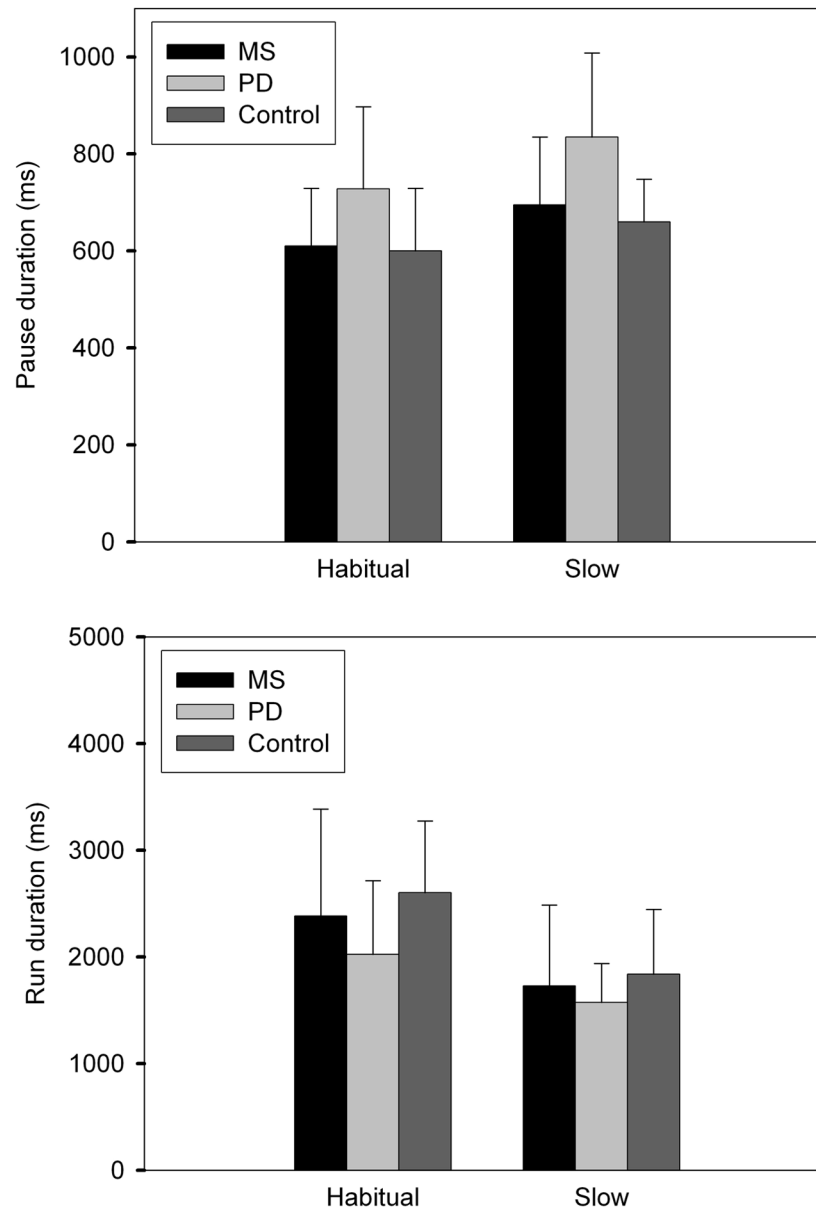 MS
PD
Control
Pause duration (ms)
1000
800
600
400
200
0
Habitual Slow
MS
PD
Control
Run duration (ms)
5000
4000
3000
2000
1000
0
Habitual Slow